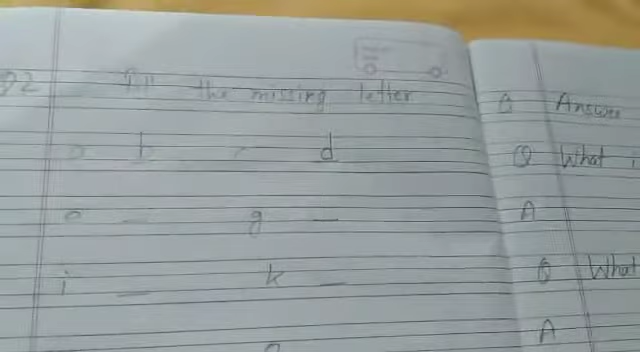 Q2 Fill the missing letter
a b c d
e _ g _
i _ k _
Q Answer
Q What i
A
Q What
A